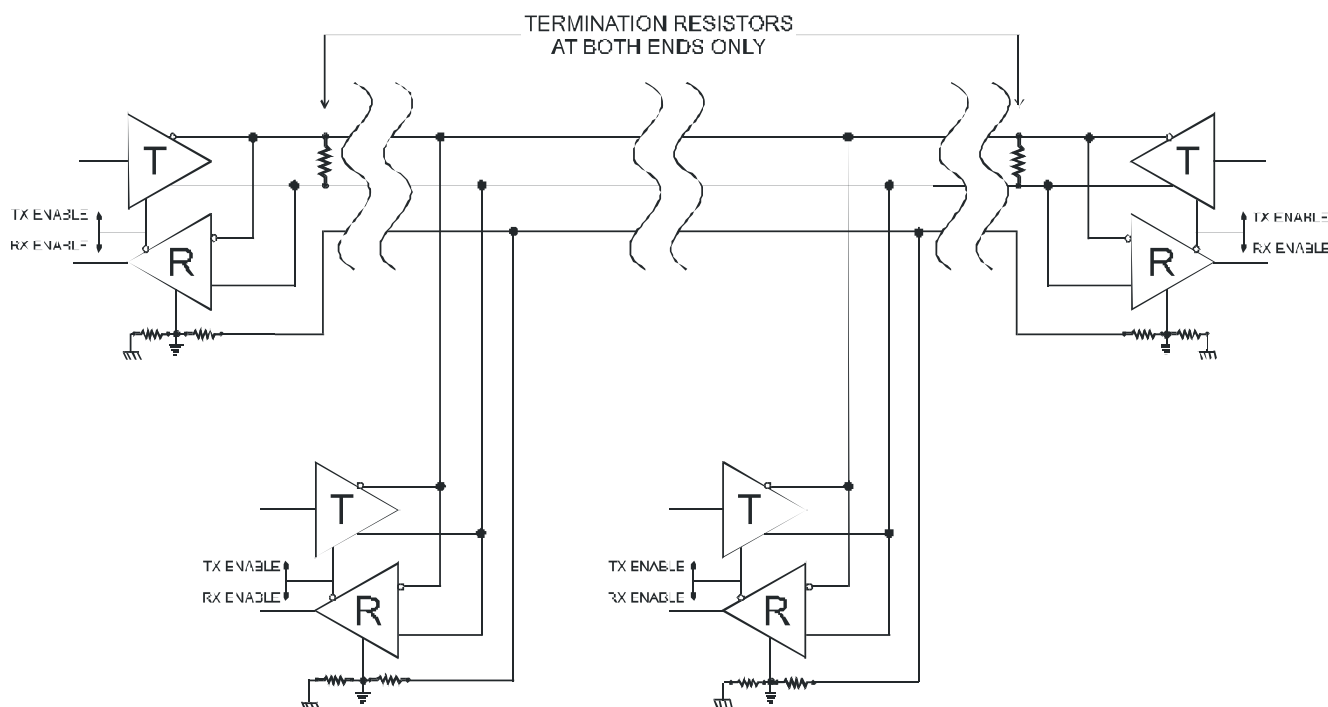 TERMINATION RESISTORS
AT BOTH ENDS ONLY
T
T
TX ENABLE
RX ENABLE
R
TX ENABLE
RX ENABLE
R
T
T
TX ENABLE
RX ENABLE
R
TX ENABLE
RX ENABLE
R